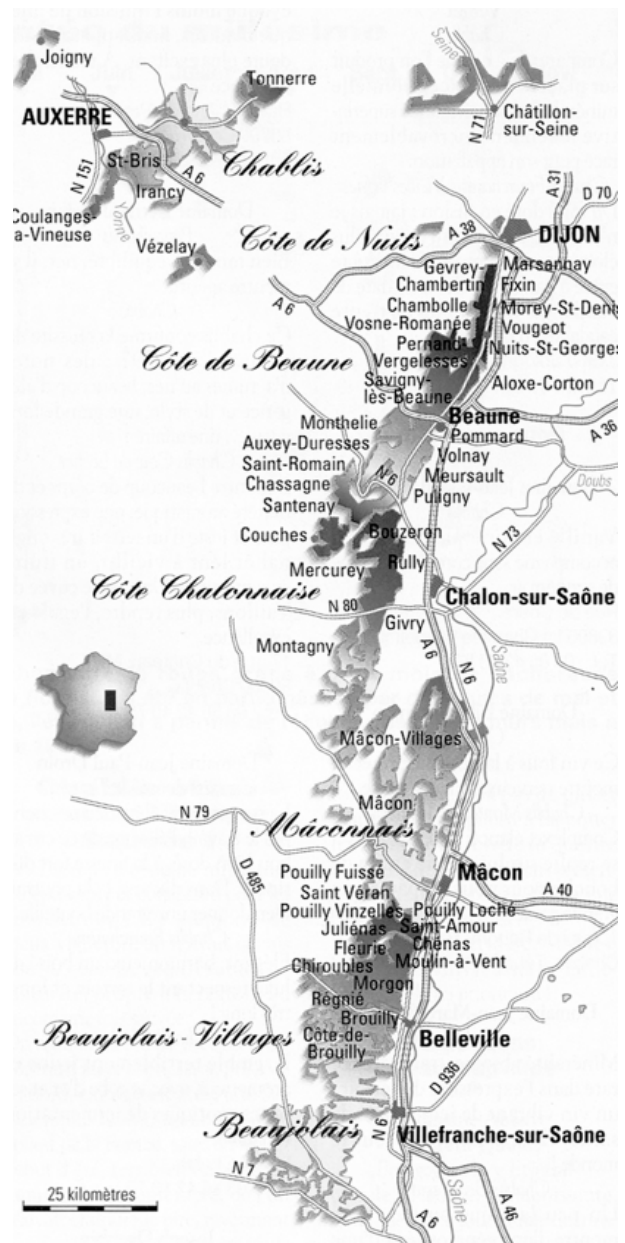 Joigny
Tonnerre
Seine
AUXERRE
Châtillon-
sur-Seine
N 71
St-Bris
A 6
Chablis
N 151
Irancy
A 31
D 70
Coulanges-
a-Vineuse
Yonne
Vézelay
Côte de Nuits
A 38
DIJON
Gevrey-
Chambertin
Marsannay
Fixin
A 6
Chambolle
Morey-St-Denis
Vosne-Romanée
Vougeot
Pernand
Vergelesses
Nuits-St-Georges
Côte de Beaune
Savigny-
lès-Beaune
Aloxe-Corton
Monthelie
Beaune
A 36
Auxey-Duresses
Pommard
Volnay
Saint-Romain
N 6
Meursault
Doubs
Chassagne
Puligny
Santenay
Couches
Bouzeron
N 73
Mercurey
Rully
Côte Chalonnaise
Chalon-sur-Saône
N 80
Givry
A 6
N 6
Saône
Montagny
Mâcon-Villages
Mâcon
N 79
Mâconnais
D 485
Pouilly Fuissé
Mâcon
A 40
Saint Véran
Pouilly Vinzelles
Pouilly Loché
Juliénas
Saint-Amour
Fleurie
Chénas
Chiroubles
Moulin-à-Vent
Morgon
Régnié
Brouilly
Beaujolais-Villages
Côte-de-
Brouilly
Belleville
D 936
Beaujolais
N 6
Villefranche-sur-Saône
N 7
25 kilomètres
Saône
A 6
A 46